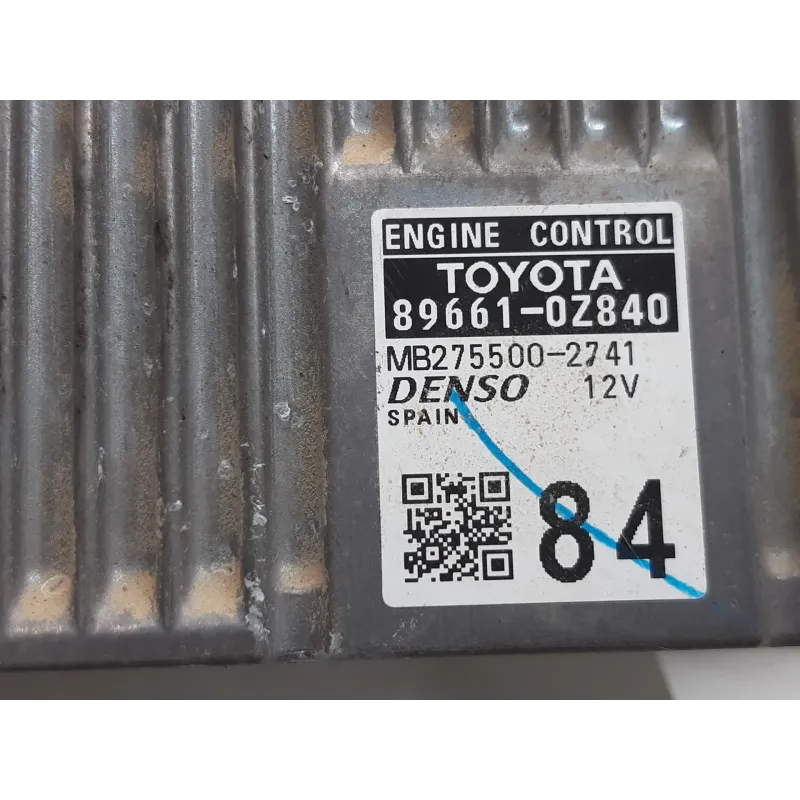 ENGINE CONTROL
TOYOTA
89661-0Z840
MB275500-2741
DENSO 12V
SPAIN
84